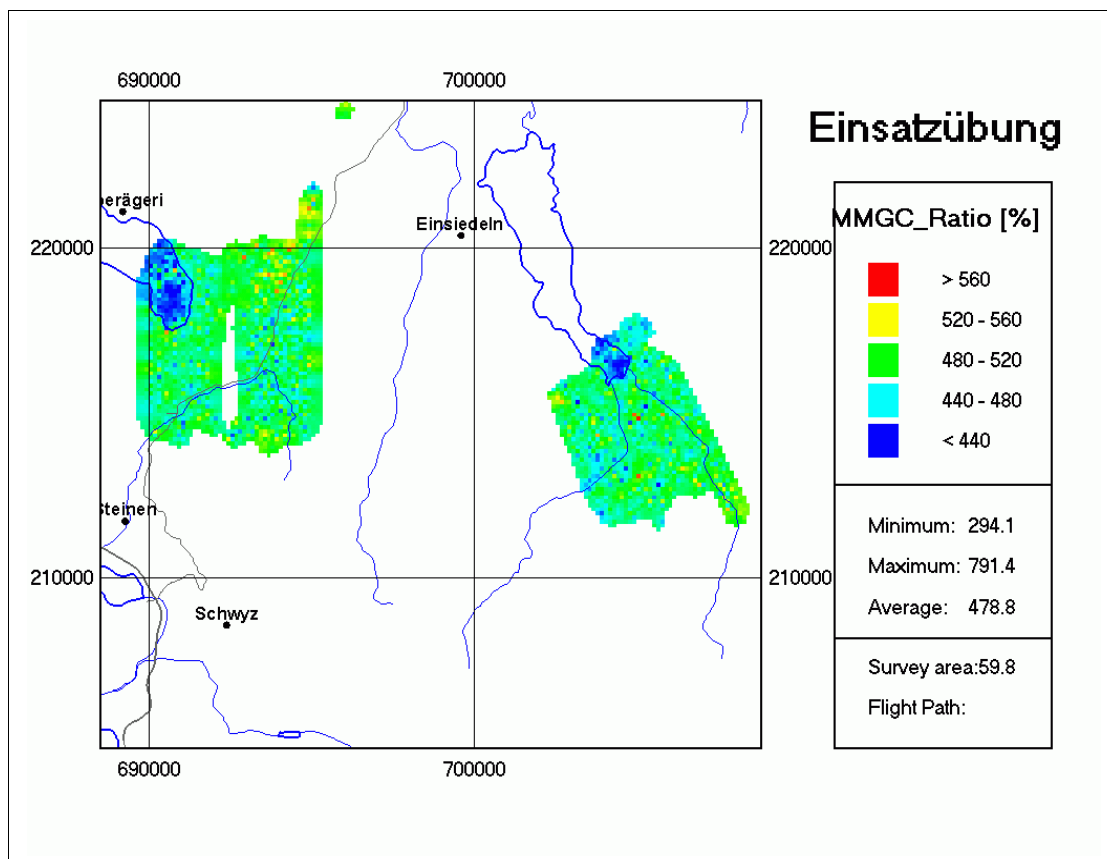 690000 700000
Einsatzübung
berägeri
Einsiedeln
MMGC_Ratio [%]
220000 220000
> 560
520 - 560
480 - 520
440 - 480
< 440
Steinen
Minimum: 294.1
Maximum: 791.4
210000 210000
Average: 478.8
Schwyz
Survey area:59.8
Flight Path:
690000 700000